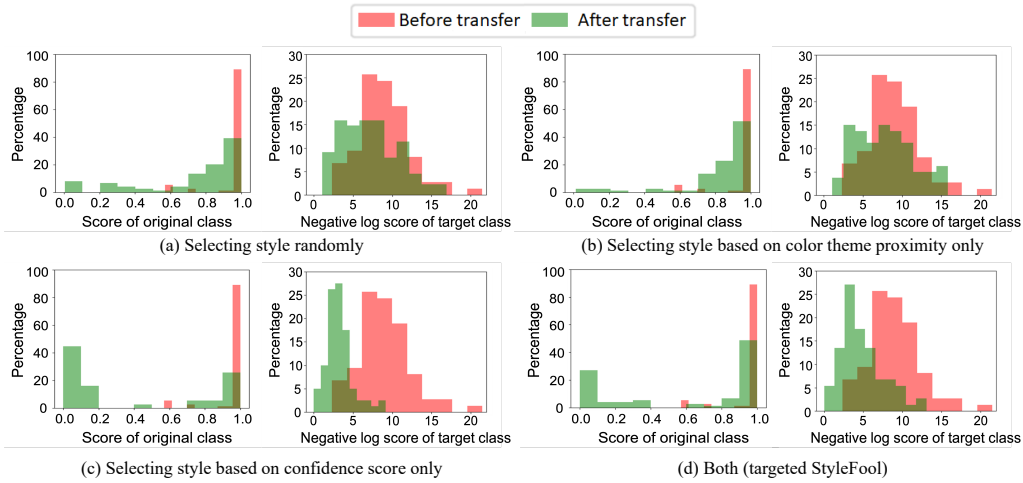 Before transfer After transfer
100
80
60
40
20
0
Percentage
0.0 0.2 0.4 0.6 0.8 1.0
Score of original class
30
25
20
15
10
5
0
Percentage
0 5 10 15 20
Negative log score of target class
(a) Selecting style randomly
100
80
60
40
20
0
Percentage
0.0 0.2 0.4 0.6 0.8 1.0
Score of original class
30
25
20
15
10
5
0
Percentage
0 5 10 15 20
Negative log score of target class
(b) Selecting style based on color theme proximity only
100
80
60
40
20
0
Percentage
0.0 0.2 0.4 0.6 0.8 1.0
Score of original class
30
25
20
15
10
5
0
Percentage
0 5 10 15 20
Negative log score of target class
(c) Selecting style based on confidence score only
100
80
60
40
20
0
Percentage
0.0 0.2 0.4 0.6 0.8 1.0
Score of original class
30
25
20
15
10
5
0
Percentage
0 5 10 15 20
Negative log score of target class
(d) Both (targeted StyleFool)